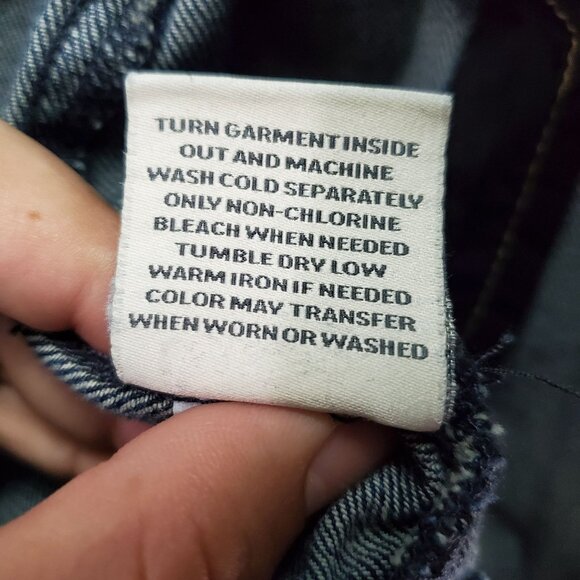 TURN GARMENT INSIDE
OUT AND MACHINE
WASH COLD SEPARATELY
ONLY NON-CHLORINE
BLEACH WHEN NEEDED
TUMBLE DRY LOW
WARM IRON IF NEEDED
COLOR MAY TRANSFER
WHEN WORN OR WASHED